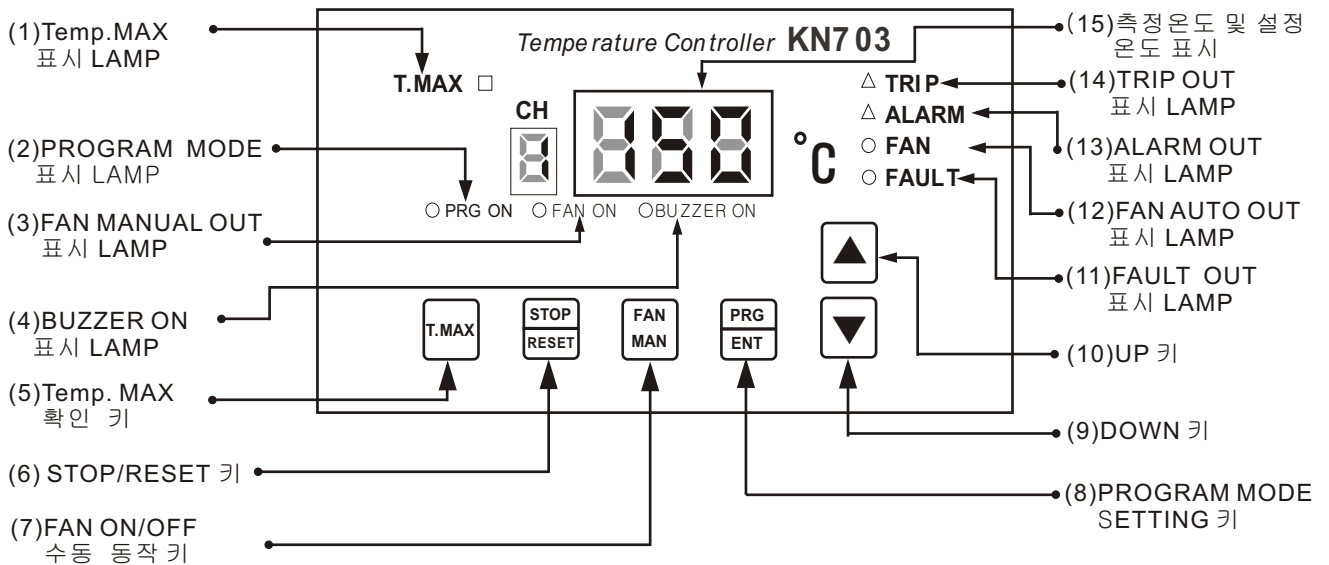 (1)Temp.MAX
표시 LAMP
(2)PROGRAM MODE
표시 LAMP
(3)FAN MANUAL OUT
표시 LAMP
(4)BUZZER ON
표시 LAMP
(5)Temp. MAX
확인 키
(6) STOP/RESET 키
(7)FAN ON/OFF
수동 동작 키
Temperature Controller KN703
T.MAX □
CH
1
150
°C
△ TRIP
△ ALARM
○ FAN
○ FAULT
○ PRG ON ○ FAN ON ○BUZZER ON
T.MAX
STOP
RESET
FAN
MAN
PRG
ENT
▲
▼
(15)측정온도 및 설정
온도 표시
(14)TRIP OUT
표시 LAMP
(13)ALARM OUT
표시 LAMP
(12)FAN AUTO OUT
표시 LAMP
(11)FAULT OUT
표시 LAMP
(10)UP 키
(9)DOWN 키
(8)PROGRAM MODE
SETTING 키